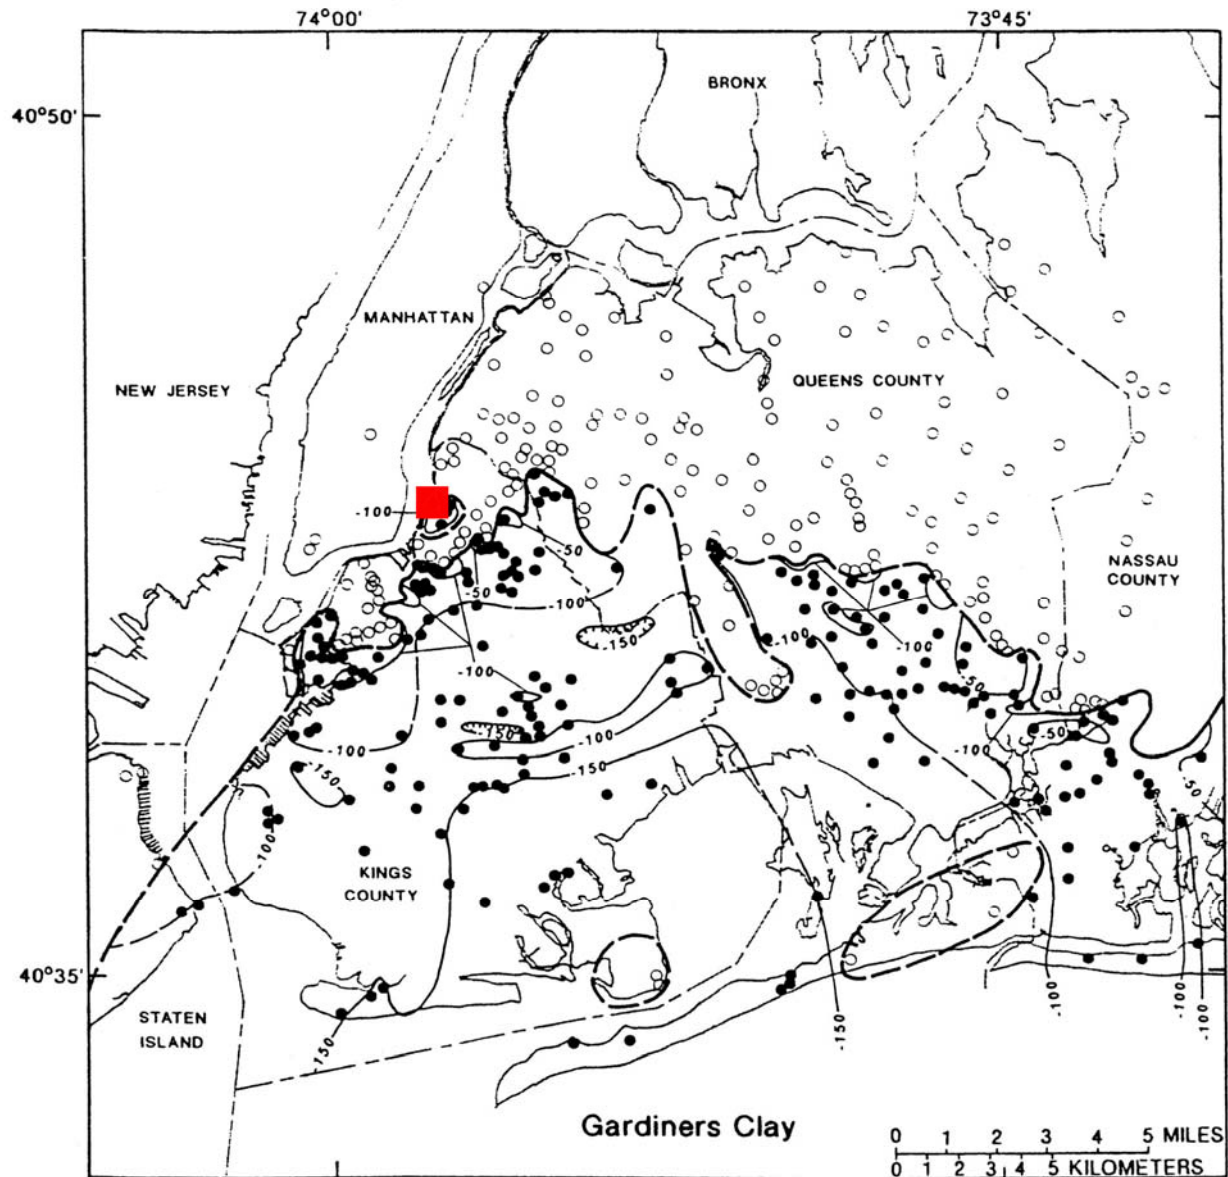 74°00'
73°45'
40°50'
BRONX
MANHATTAN
NEW JERSEY
QUEENS COUNTY
-100
-50
NASSAU
COUNTY
-50
-100
-150
-100
-100
-100
-50
-150
-100
-100
-50
-100
-150
-150
-50
-100
KINGS
COUNTY
40°35'
STATEN
ISLAND
-150
-150
-100
-100
-100
Gardiners Clay
0 1 2 3 4 5 MILES
0 1 2 3 4 5 KILOMETERS